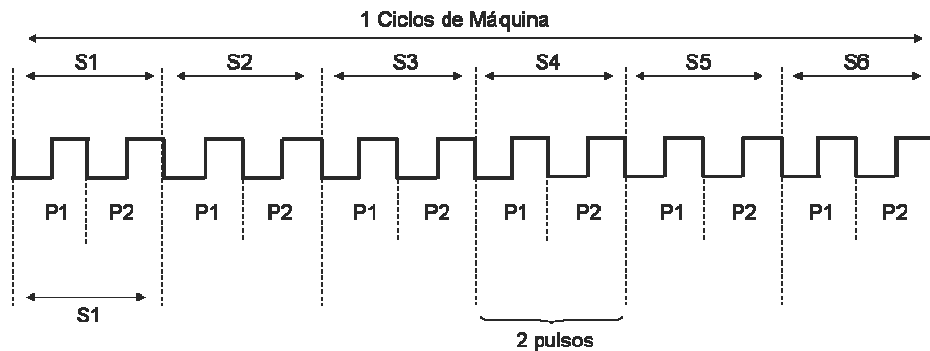 1 Ciclos de Máquina
S1 S2 S3 S4 S5 S6
P1 P2 P1 P2 P1 P2 P1 P2 P1 P2 P1 P2
S1
2 pulsos